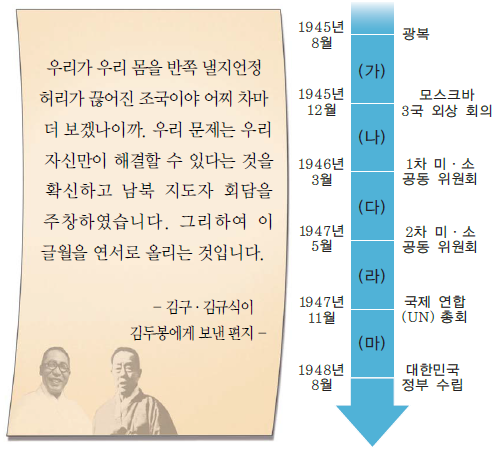 우리가 우리 몸을 반쪽 낼지언정
허리가 끊어진 조국이야 어찌 차마
더 보겠나이까. 우리 문제는 우리
자신만이 해결할 수 있다는 것을
확신하고 남북 지도자 회담을
주창하였습니다. 그리하여 이
글월을 연서로 올리는 것입니다.
– 김구 · 김규식이
김두봉에게 보낸 편지 –
1945년
8월
광복
(가)
1945년
12월
모스크바
3국 외상 회의
(나)
1946년
3월
1차 미 · 소
공동 위원회
(다)
1947년
5월
2차 미 · 소
공동 위원회
(라)
1947년
11월
국제 연합
(UN) 총회
(마)
1948년
8월
대한민국
정부 수립